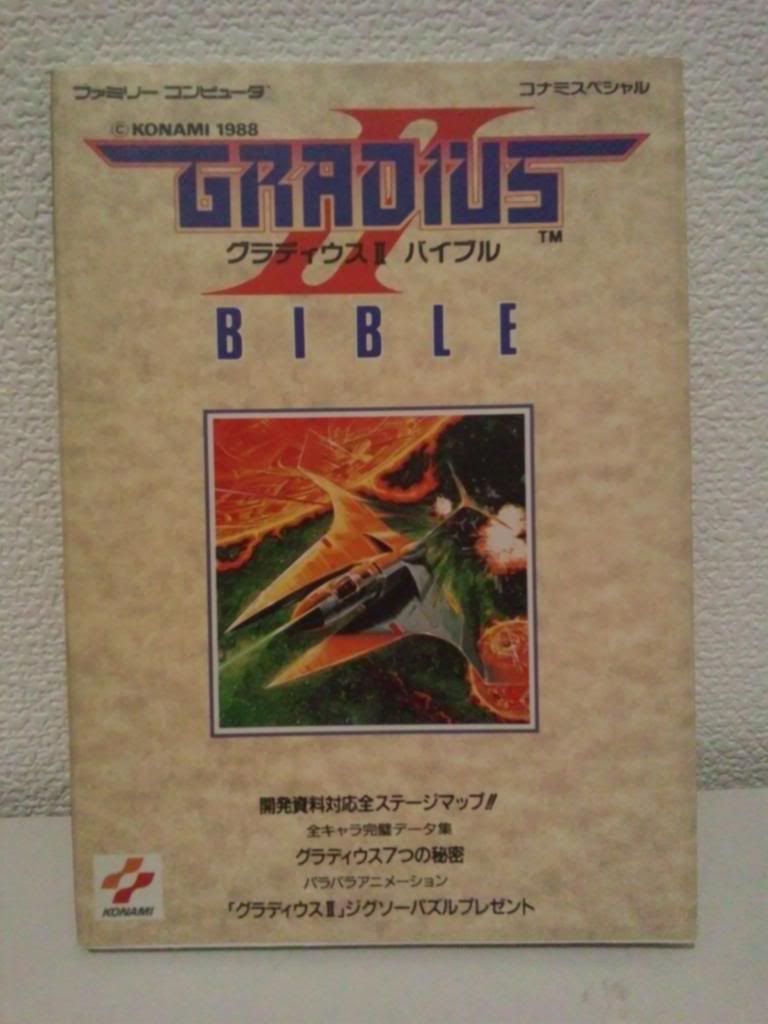 ファミリーコンピュータ™
コナミスペシャル
© KONAMI 1988
GRADIUS II ™
グラディウスⅡ バイブル
BIBLE
開発資料対応全ステージマップ!!
全キャラ完璧データ集
グラディウス7つの秘密
パラパラアニメーション
「グラディウスⅡ」ジグソーパズルプレゼント
KONAMI